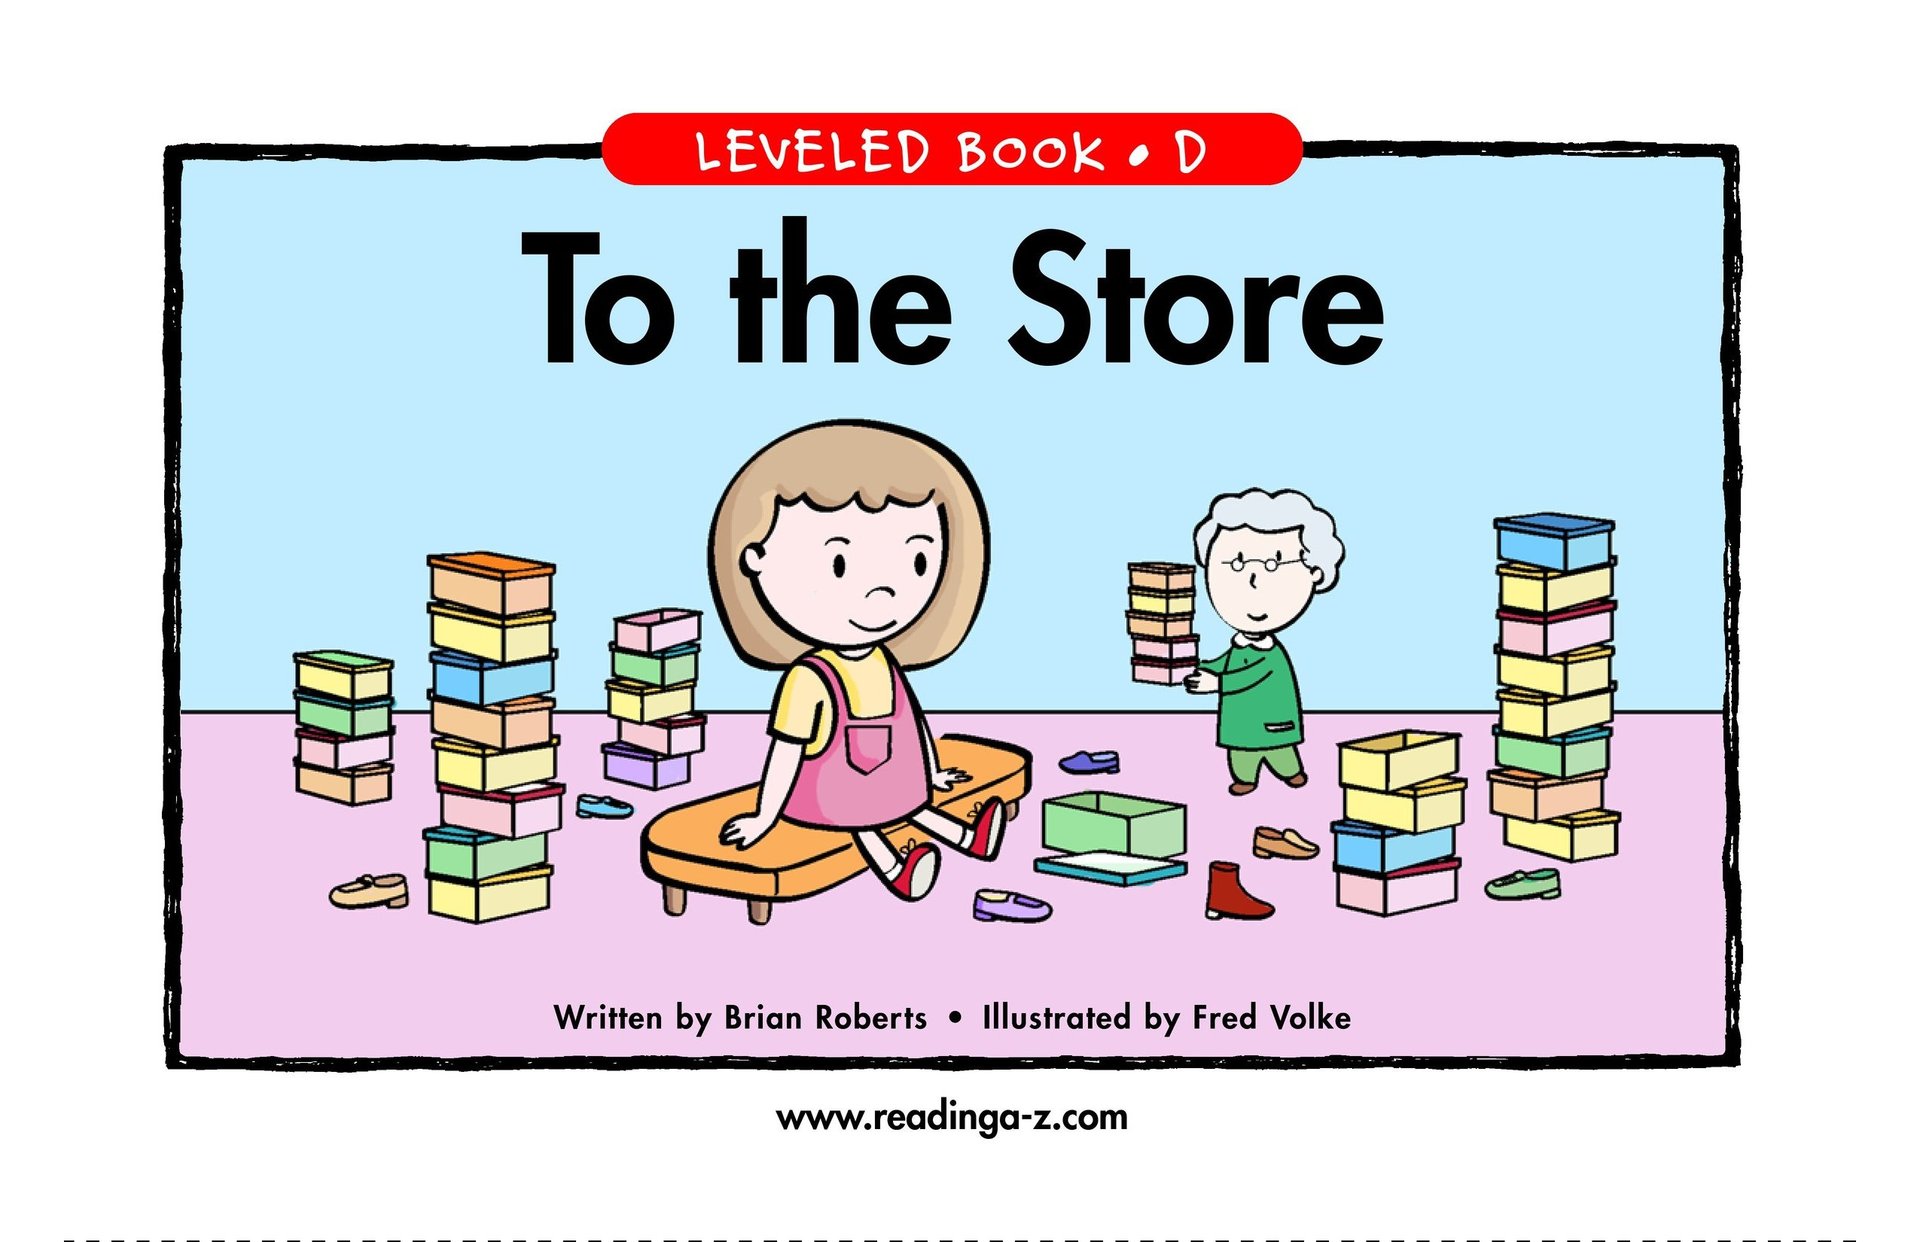 LEVELED BOOK • D
To the Store
Written by Brian Roberts • Illustrated by Fred Volke
www.readinga-z.com